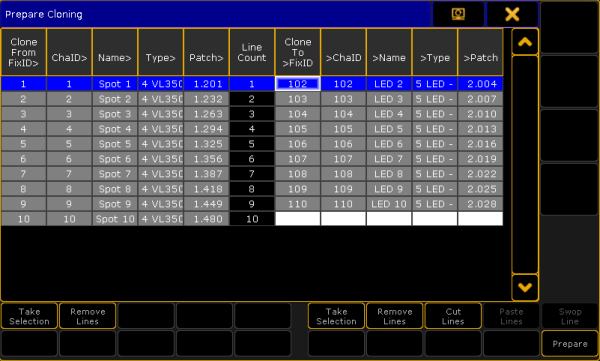 Prepare Cloning
Clone From FixID> ChaID> Name> Type> Patch> Line Count Clone To >FixID >ChaID >Name >Type >Patch
1 1 Spot 1 4 VL350 1.201 1 102 102 LED 2 5 LED - 2.004
2 2 Spot 2 4 VL350 1.232 2 103 103 LED 3 5 LED - 2.007
3 3 Spot 3 4 VL350 1.263 3 104 104 LED 4 5 LED - 2.010
4 4 Spot 4 4 VL350 1.294 4 105 105 LED 5 5 LED - 2.013
5 5 Spot 5 4 VL350 1.325 5 106 106 LED 6 5 LED - 2.016
6 6 Spot 6 4 VL350 1.356 6 107 107 LED 7 5 LED - 2.019
7 7 Spot 7 4 VL350 1.387 7 108 108 LED 8 5 LED - 2.022
8 8 Spot 8 4 VL350 1.418 8 109 109 LED 9 5 LED - 2.025
9 9 Spot 9 4 VL350 1.449 9 110 110 LED 10 5 LED - 2.028
10 10 Spot 10 4 VL350 1.480 10
Take Selection Remove Lines Take Selection Remove Lines Cut Lines Paste Lines Swop Line
Prepare